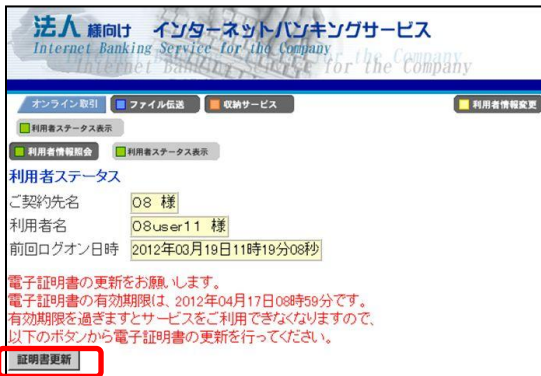 法人 様向け インターネットバンキングサービス
Internet Banking Service for the Company
Internet Banking Service for the Company
オンライン取引 ファイル伝送 収納サービス 利用者情報変更
利用者ステータス表示
利用者情報照会 利用者ステータス表示
利用者ステータス
ご契約先名 08 様
利用者名 08user11 様
前回ログオン日時 2012年03月19日11時19分08秒
電子証明書の更新をお願いします。
電子証明書の有効期限は、2012年04月17日08時59分です。
有効期限を過ぎますとサービスをご利用できなくなりますので、
以下のボタンから電子証明書の更新を行ってください。
証明書更新